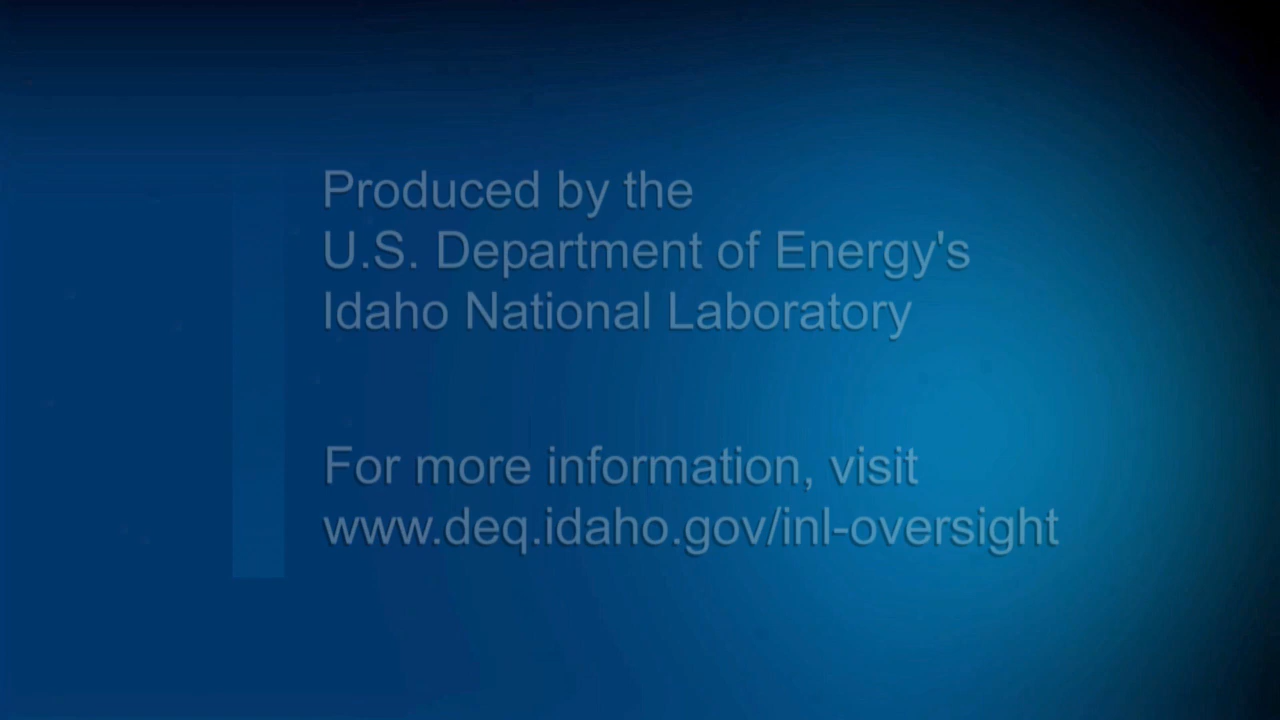 Produced by the
U.S. Department of Energy's
Idaho National Laboratory
For more information, visit
www.deq.idaho.gov/inl-oversight